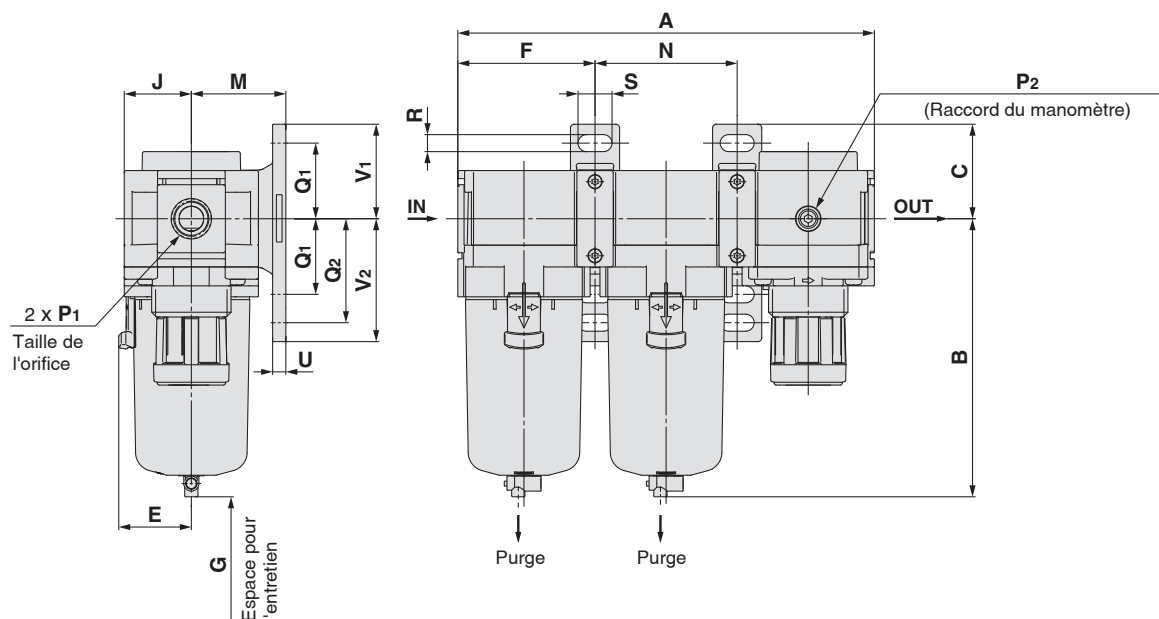 A
F
N
J
M
S
P2
(Raccord du manomètre)
R
V1
Q1
C
IN
OUT
Q1
Q2
V2
2 x P1
Taille de
l'orifice
U
B
E
G
Espace pour
l'entretien
Purge
Purge